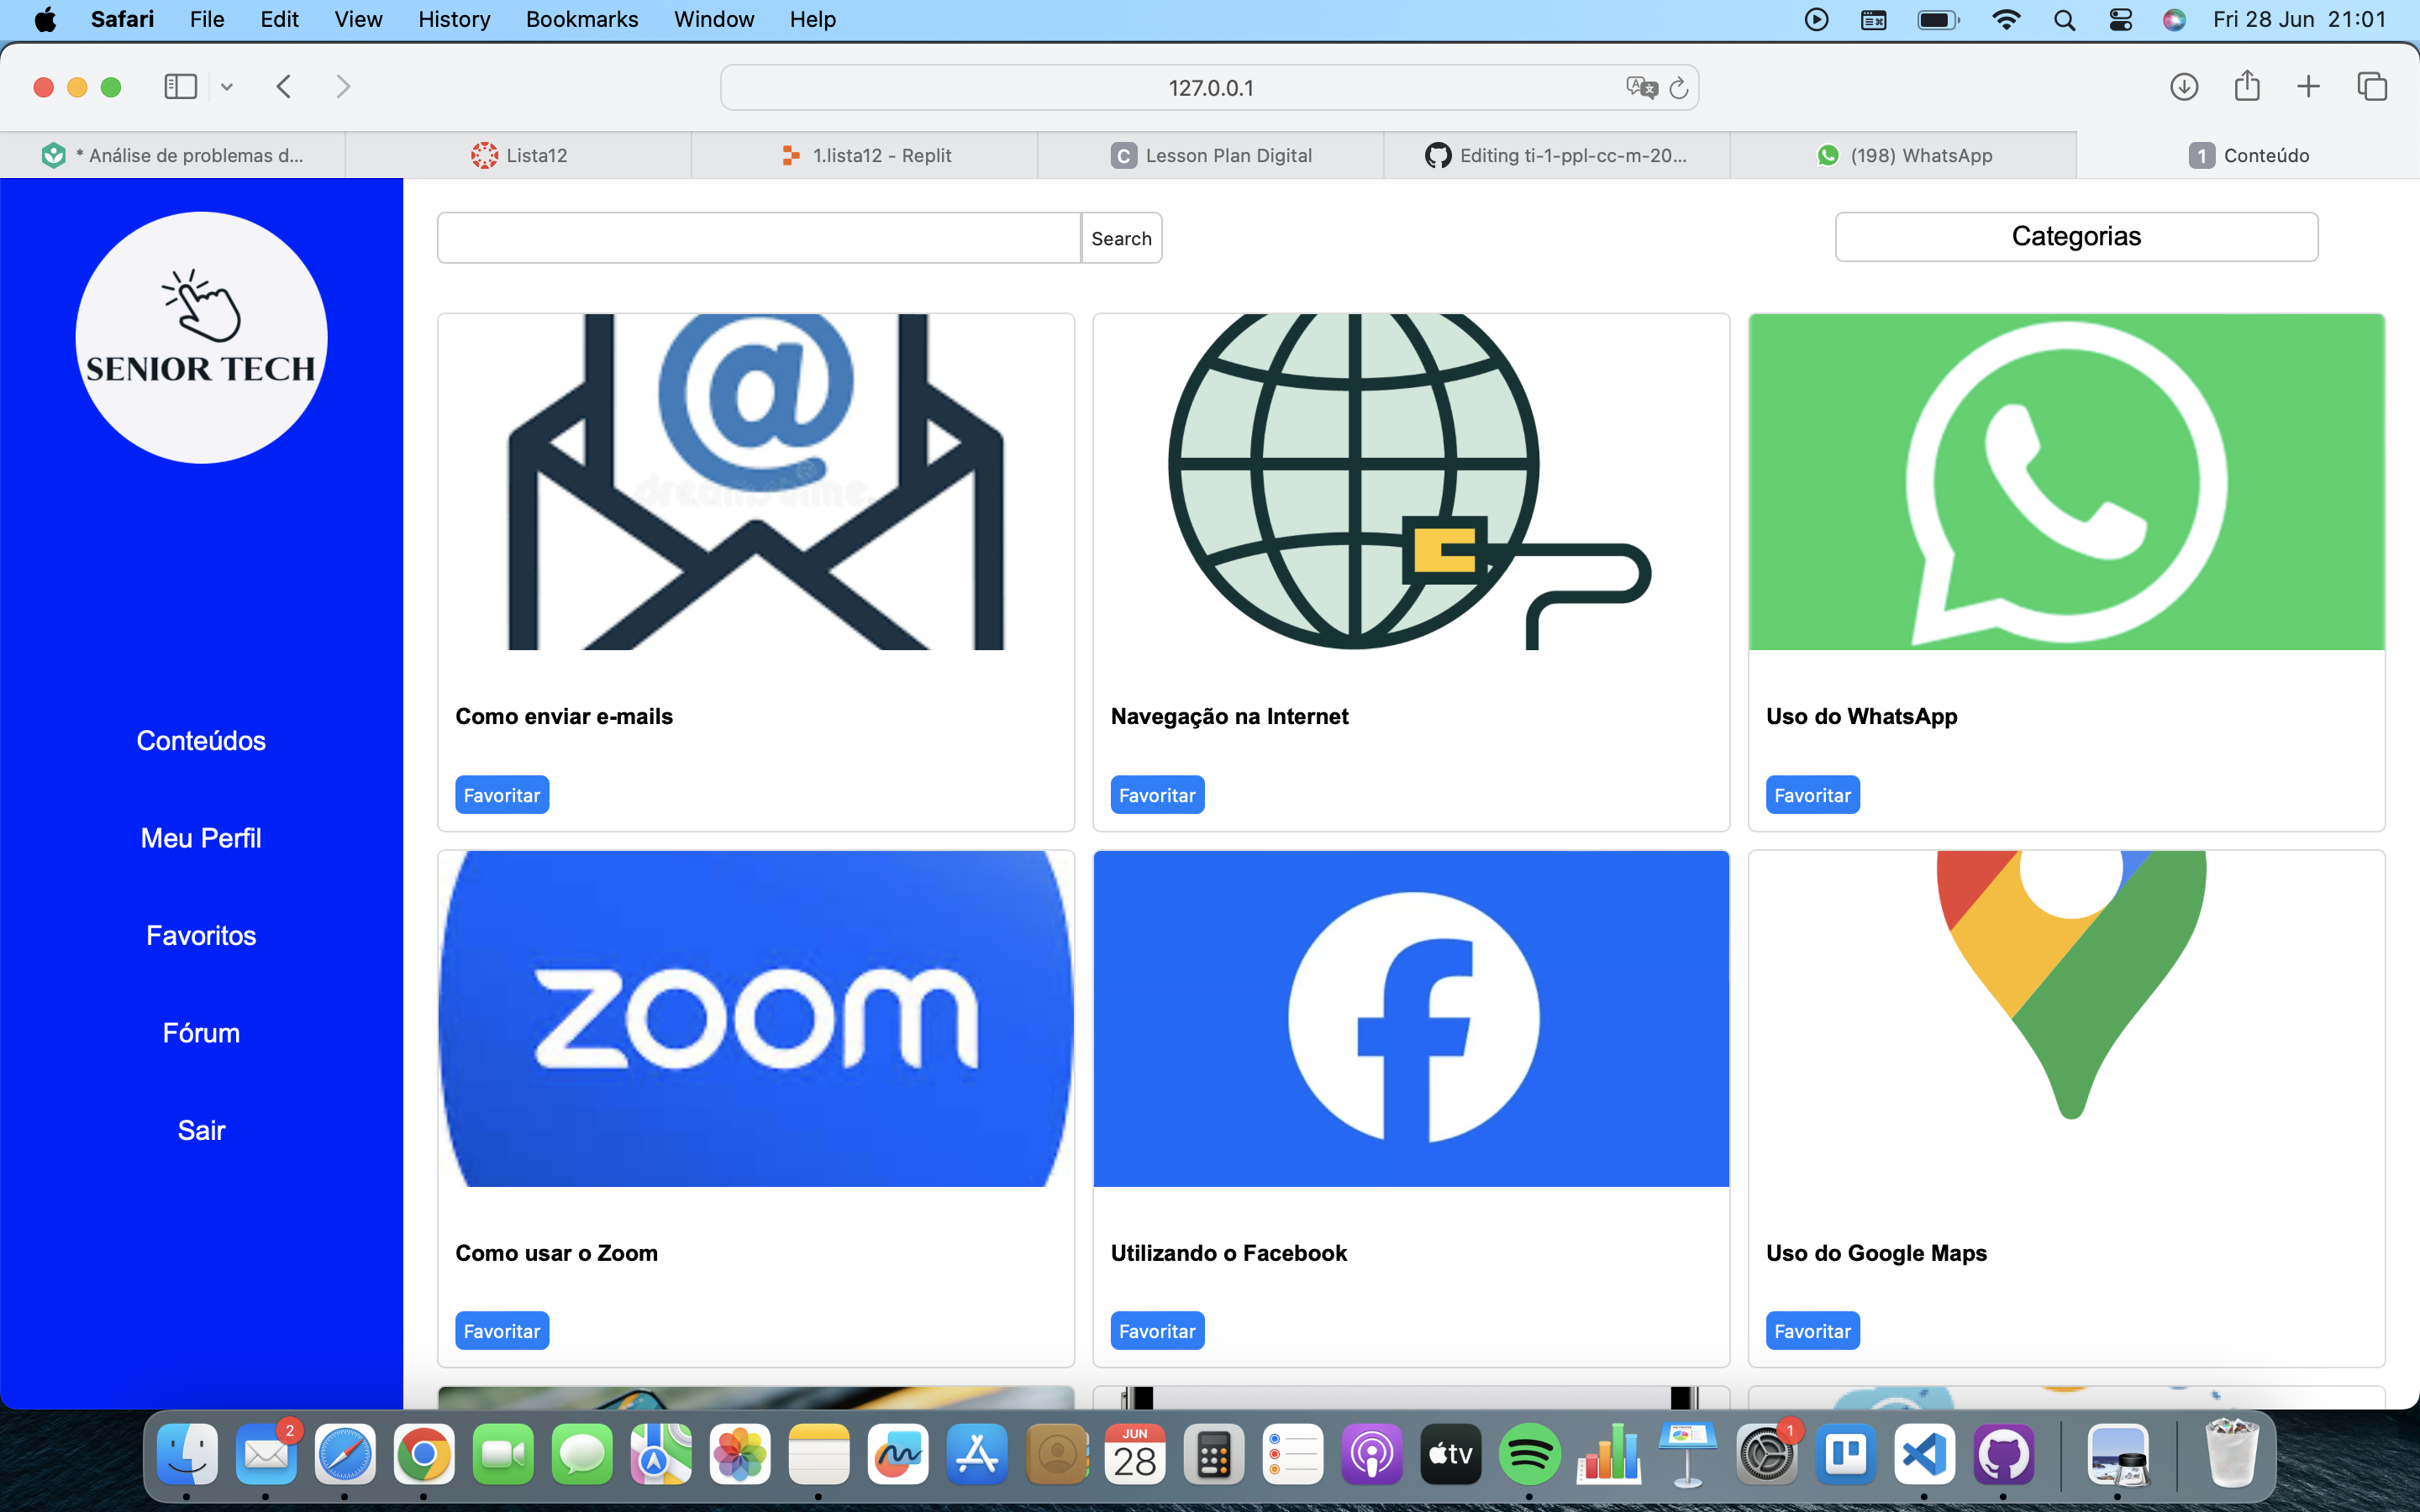 Safari File Edit View History Bookmarks Window Help Fri 28 Jun 21:01
127.0.0.1
* Análise de problemas d... Lista12 1.lista12 - Replit C Lesson Plan Digital Editing ti-1-ppl-cc-m-20... (198) WhatsApp 1 Conteúdo
SENIOR TECH
Conteúdos
Meu Perfil
Favoritos
Fórum
Sair
Search Categorias
@
dreamstime
Como enviar e-mails Navegação na Internet Uso do WhatsApp
Favoritar Favoritar Favoritar
zoom
f
Como usar o Zoom Utilizando o Facebook Uso do Google Maps
Favoritar Favoritar Favoritar
2 JUN 28 tv 1